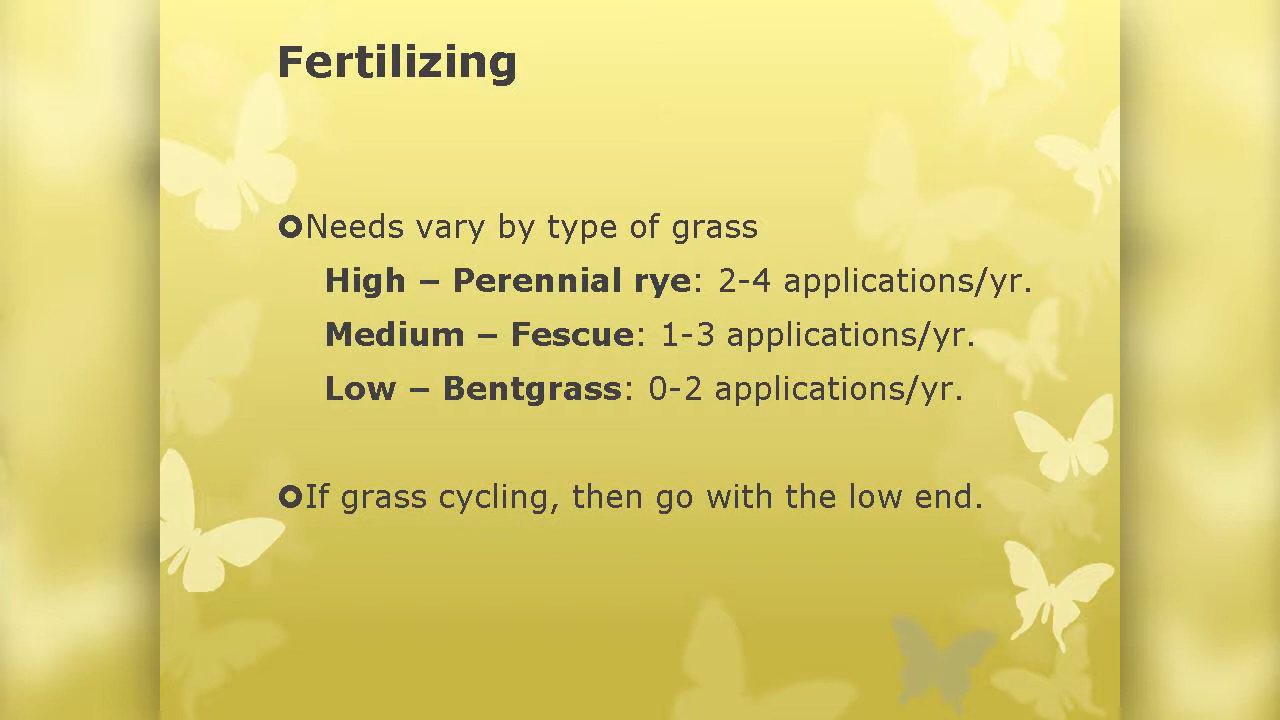 Fertilizing
Needs vary by type of grass
High – Perennial rye: 2-4 applications/yr.
Medium – Fescue: 1-3 applications/yr.
Low – Bentgrass: 0-2 applications/yr.
If grass cycling, then go with the low end.